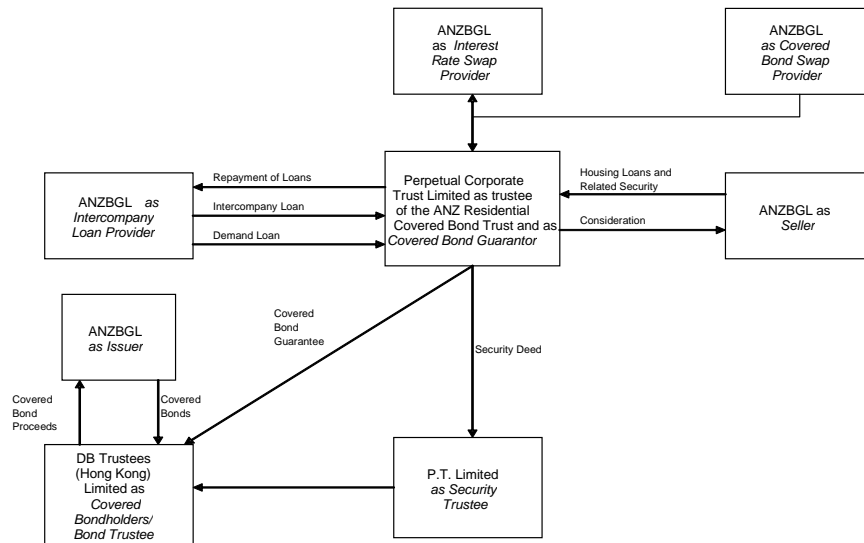 ANZBGL
as Interest
Rate Swap
Provider
ANZBGL
as Covered
Bond Swap
Provider
Repayment of Loans
Intercompany Loan
Demand Loan
ANZBGL as
Intercompany
Loan Provider
Perpetual Corporate
Trust Limited as trustee
of the ANZ Residential
Covered Bond Trust and as
Covered Bond Guarantor
Housing Loans and
Related Security
Consideration
ANZBGL as
Seller
Covered
Bond
Guarantee
Security Deed
ANZBGL
as Issuer
Covered
Bond
Proceeds
Covered
Bonds
DB Trustees
(Hong Kong)
Limited as
Covered
Bondholders/
Bond Trustee
P.T. Limited
as Security
Trustee